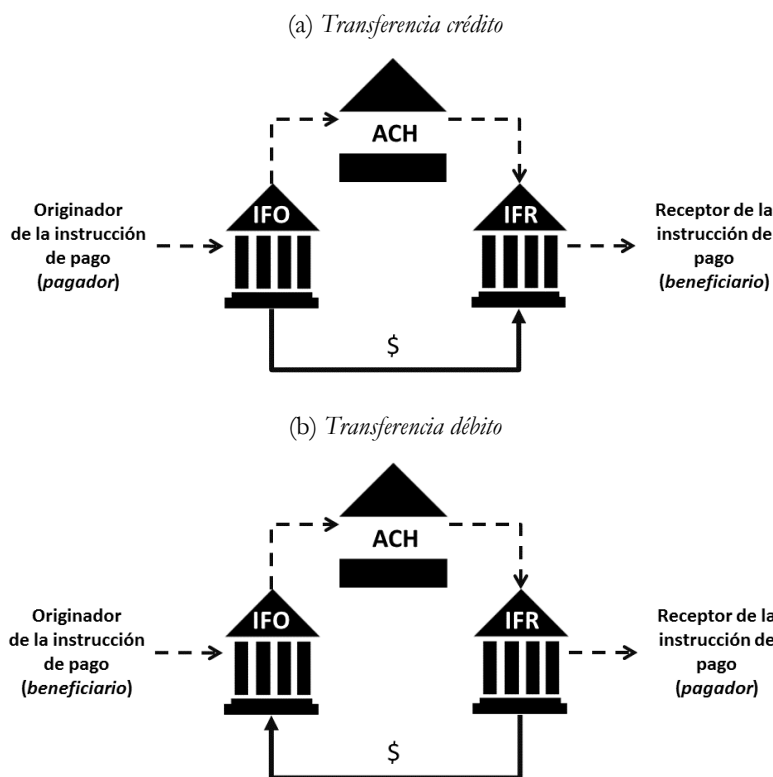 (a) Transferencia crédito
ACH
IFO
IFR
Originador
de la instrucción
de pago
(pagador)
Receptor de la
instrucción de
pago
(beneficiario)
$
(b) Transferencia débito
ACH
IFO
IFR
Originador
de la instrucción
de pago
(beneficiario)
Receptor de la
instrucción de
pago
(pagador)
$